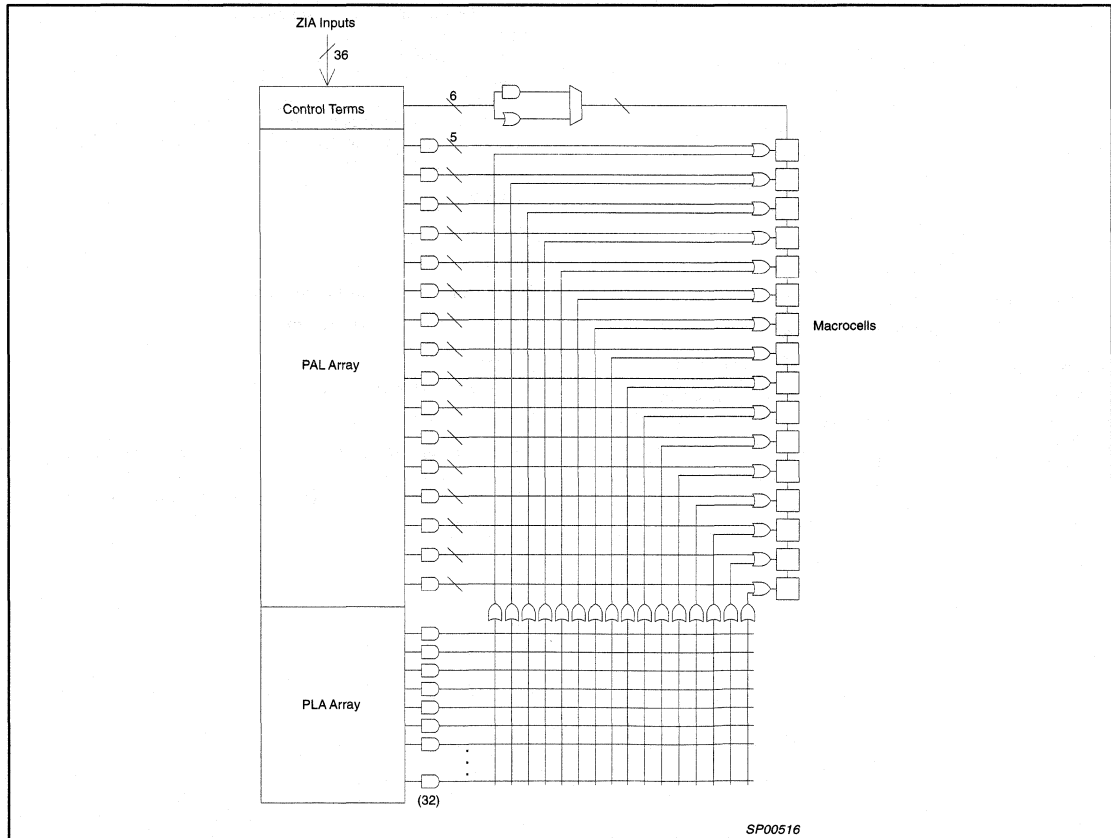 ZIA Inputs
36
Control Terms
6
5
PAL Array
Macrocells
PLA Array
(32)
SP00516